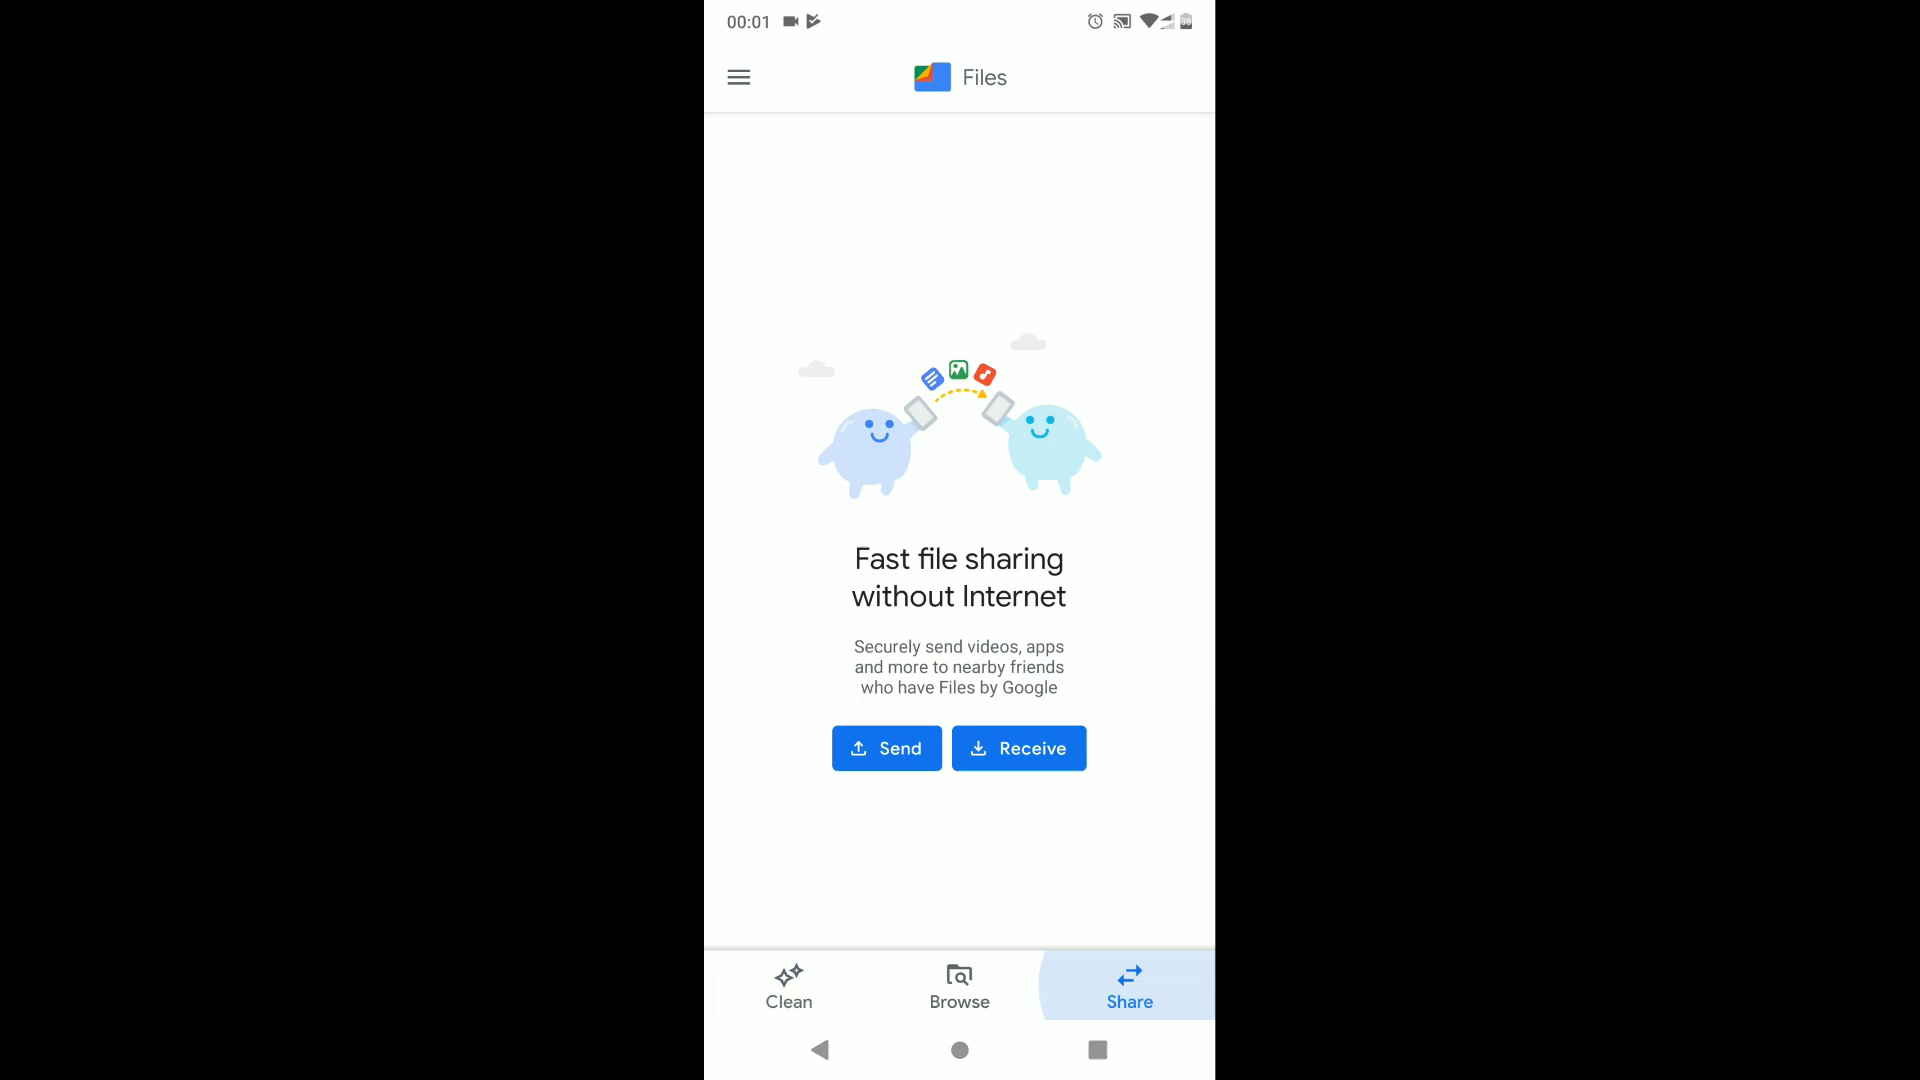 00:01
Files
Fast file sharing
without Internet
Securely send videos, apps
and more to nearby friends
who have Files by Google
Send
Receive
Clean
Browse
Share